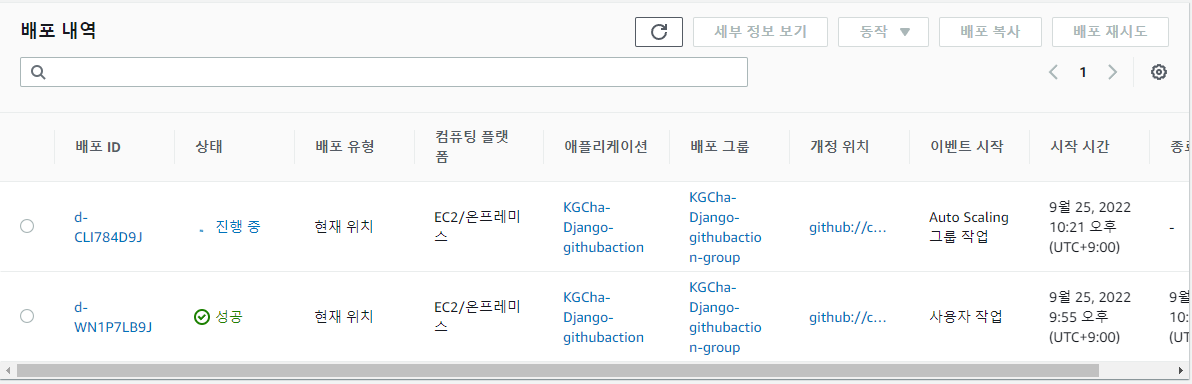 배포 내역
세부 정보 보기
동작
배포 복사
배포 재시도
1
배포 ID
상태
배포 유형
컴퓨팅 플랫
폼
애플리케이션
배포 그룹
개정 위치
이벤트 시작
시작 시간
종료
d-
CLI784D9J
진행 중
현재 위치
EC2/온프레미
스
KGCha-
Django-
githubaction
KGCha-
Django-
githubactio
n-group
github://c...
Auto Scaling
그룹 작업
9월 25, 2022
10:21 오후
(UTC+9:00)
-
d-
WN1P7LB9J
성공
현재 위치
EC2/온프레미
스
KGCha-
Django-
githubaction
KGCha-
Django-
githubactio
n-group
github://c...
사용자 작업
9월 25, 2022
9:55 오후
(UTC+9:00)
9월
10:
(UT